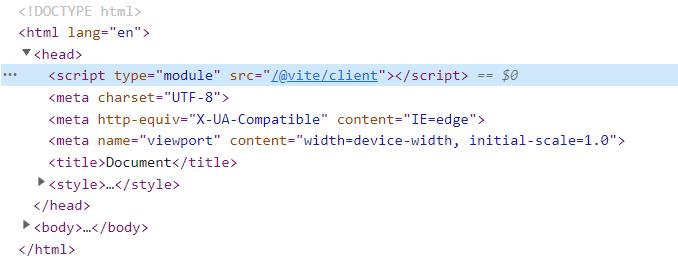 <!DOCTYPE html>
<html lang="en">
▼<head>
··· <script type="module" src="/@vite/client"></script> == $0
<meta charset="UTF-8">
<meta http-equiv="X-UA-Compatible" content="IE=edge">
<meta name="viewport" content="width=device-width, initial-scale=1.0">
<title>Document</title>
▶<style>…</style>
</head>
▶<body>…</body>
</html>